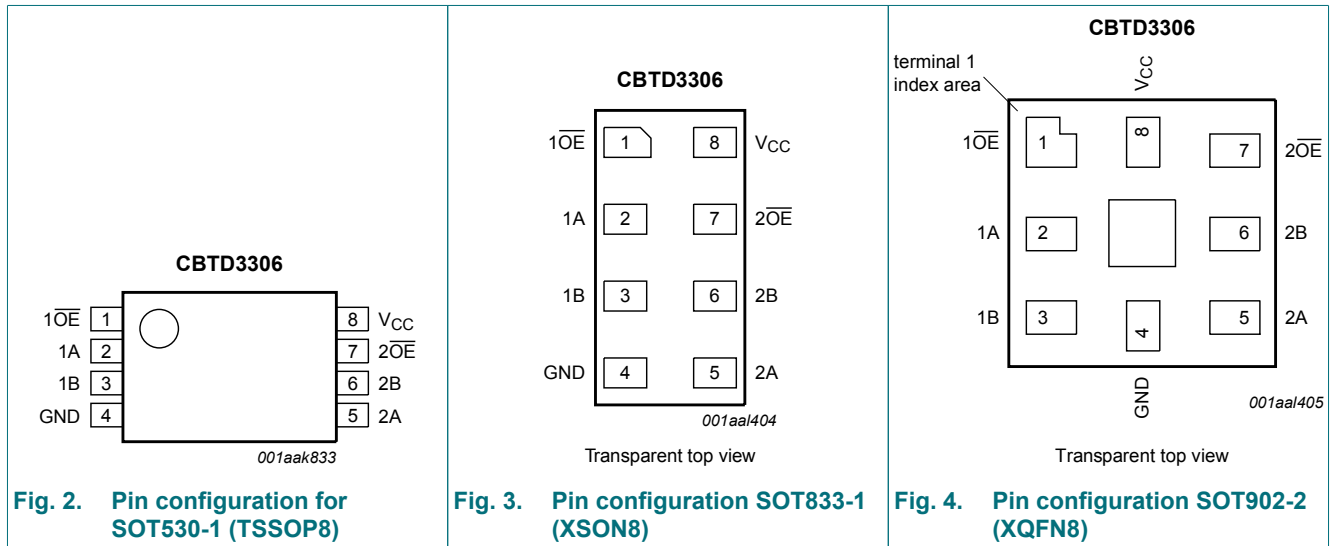 CBTD3306
1OE 1 8 VCC
1A 2 7 2OE
1B 3 6 2B
GND 4 5 2A
001aak833
Fig. 2. Pin configuration for
SOT530-1 (TSSOP8)
CBTD3306
1OE 1 8 VCC
1A 2 7 2OE
1B 3 6 2B
GND 4 5 2A
001aal404
Transparent top view
Fig. 3. Pin configuration SOT833-1
(XSON8)
CBTD3306
terminal 1
index area
VCC
1OE 1 8 7 2OE
1A 2 6 2B
1B 3 4 5 2A
GND
001aal405
Transparent top view
Fig. 4. Pin configuration SOT902-2
(XQFN8)